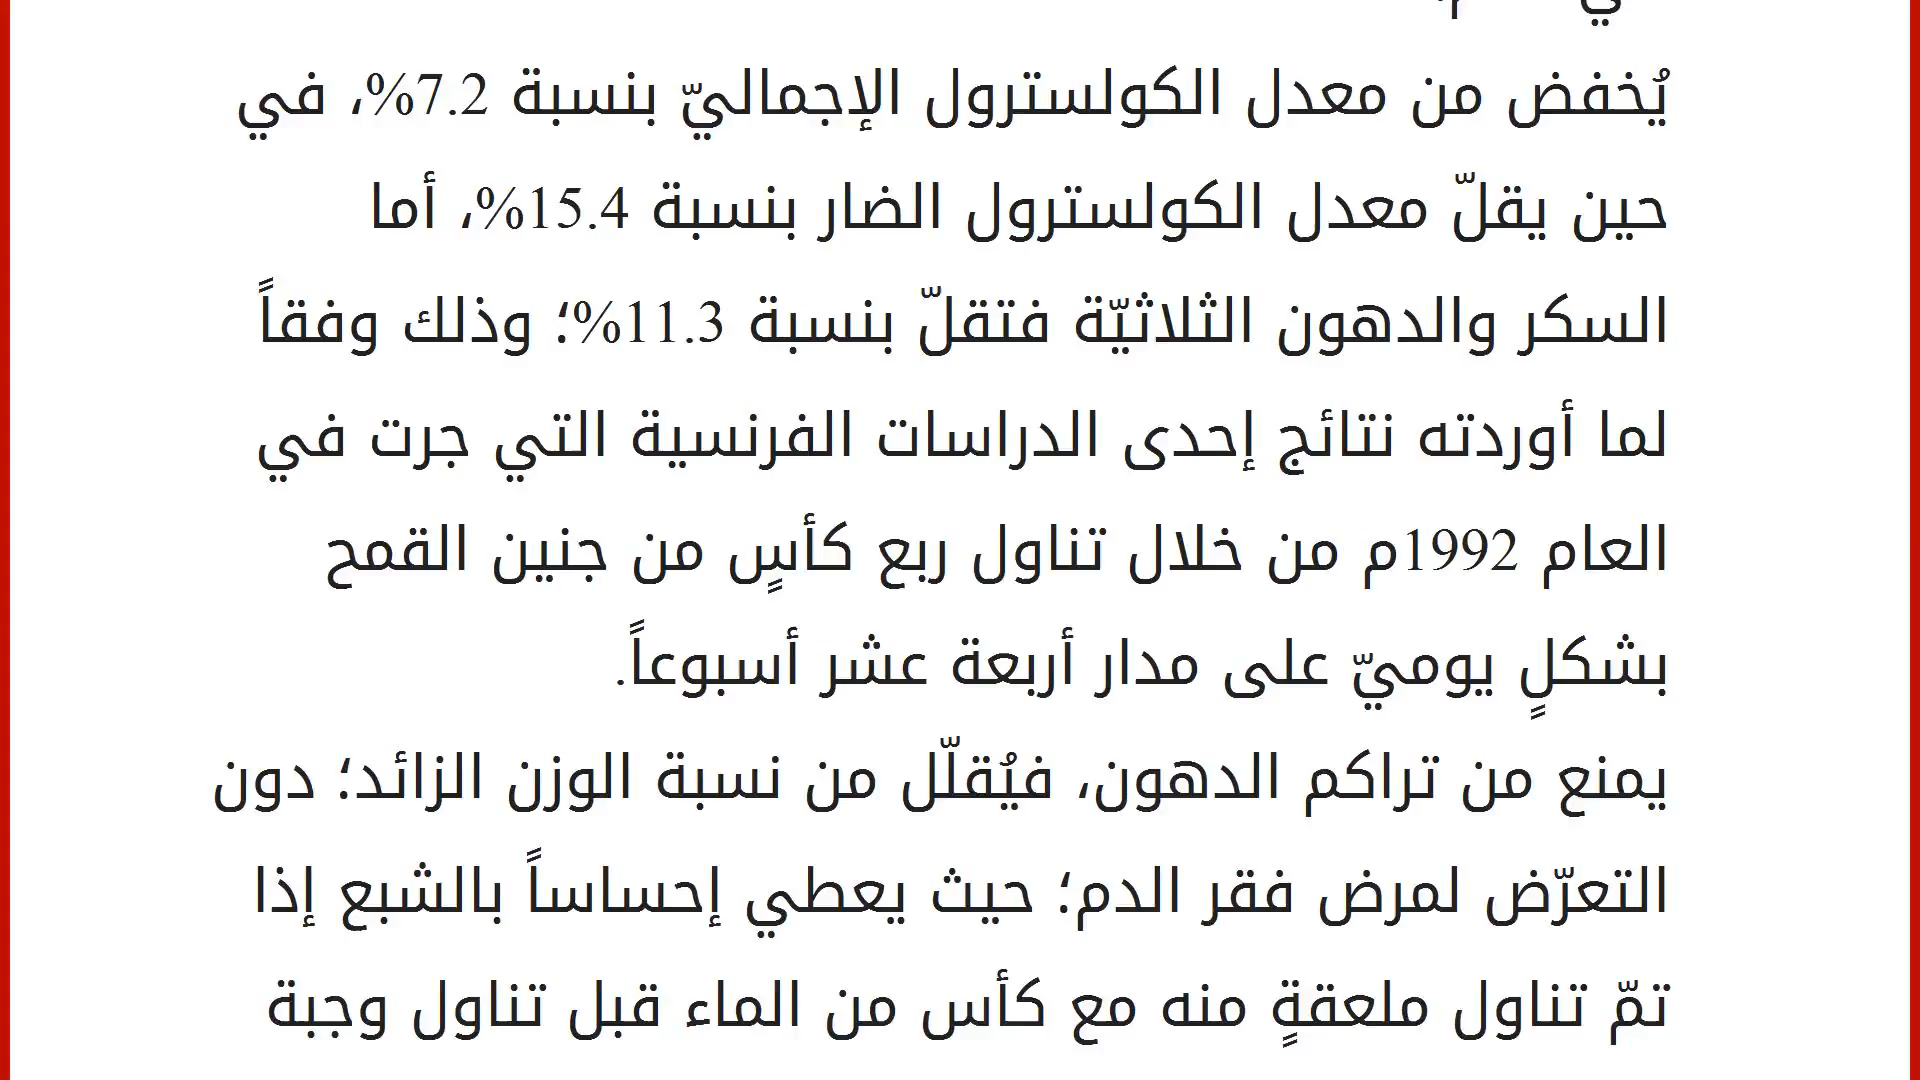 يُخفض من معدل الكولسترول الإجماليّ بنسبة 7.2%، في
حين يقلّ معدل الكولسترول الضار بنسبة 15.4%، أما
السكر والدهون الثلاثيّة فتقلّ بنسبة 11.3%؛ وذلك وفقاً
لما أوردته نتائج إحدى الدراسات الفرنسية التي جرت في
العام 1992م من خلال تناول ربع كأسٍ من جنين القمح
بشكلٍ يوميّ على مدار أربعة عشر أسبوعاً.
يمنع من تراكم الدهون، فيُقلّل من نسبة الوزن الزائد؛ دون
التعرّض لمرض فقر الدم؛ حيث يعطي إحساساً بالشبع إذا
تمّ تناول ملعقةٍ منه مع كأس من الماء قبل تناول وجبة